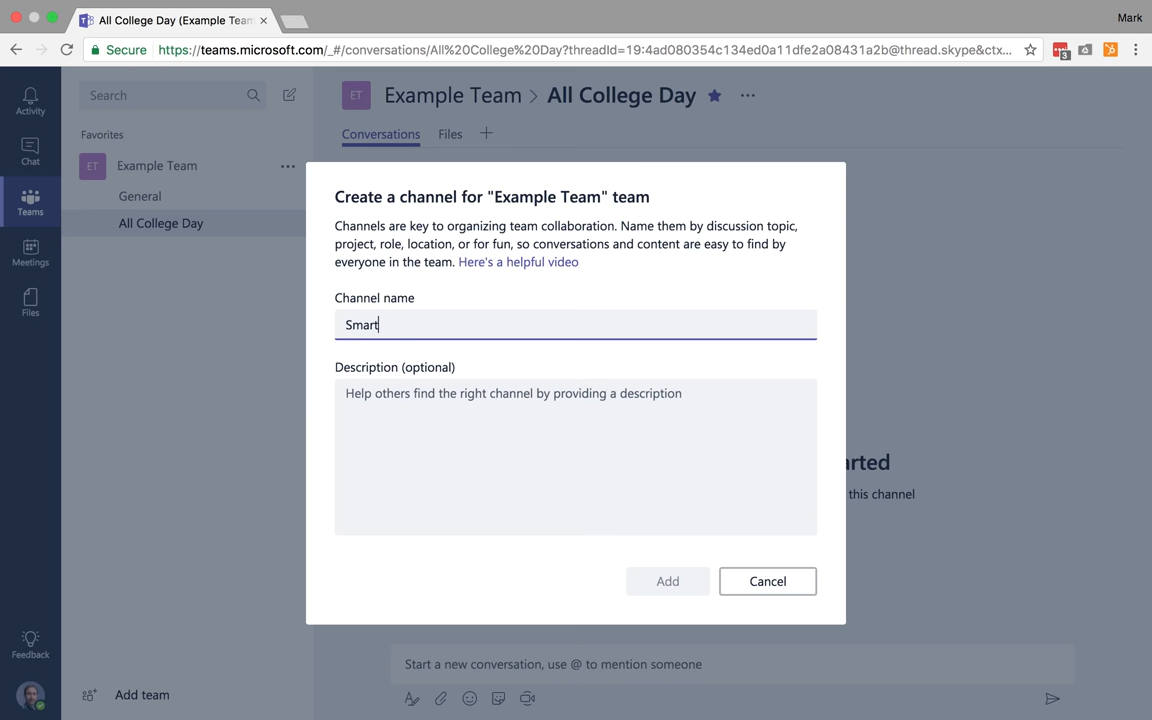 All College Day (Example Team
Mark
Secure https://teams.microsoft.com/_#/conversations/All%20College%20Day?threadId=19:4ad080354c134ed0a11dfe2a08431a2b@thread.skype&ctx...
3
Activity
Chat
Teams
Meetings
Files
Feedback
Search
Favorites
ET Example Team ...
General
All College Day
Add team
ET Example Team > All College Day ...
Conversations Files +
Create a channel for "Example Team" team
Channels are key to organizing team collaboration. Name them by discussion topic,
project, role, location, or for fun, so conversations and content are easy to find by
everyone in the team. Here's a helpful video
Channel name
Smart
Description (optional)
Help others find the right channel by providing a description
Add Cancel
arted
this channel
Start a new conversation, use @ to mention someone